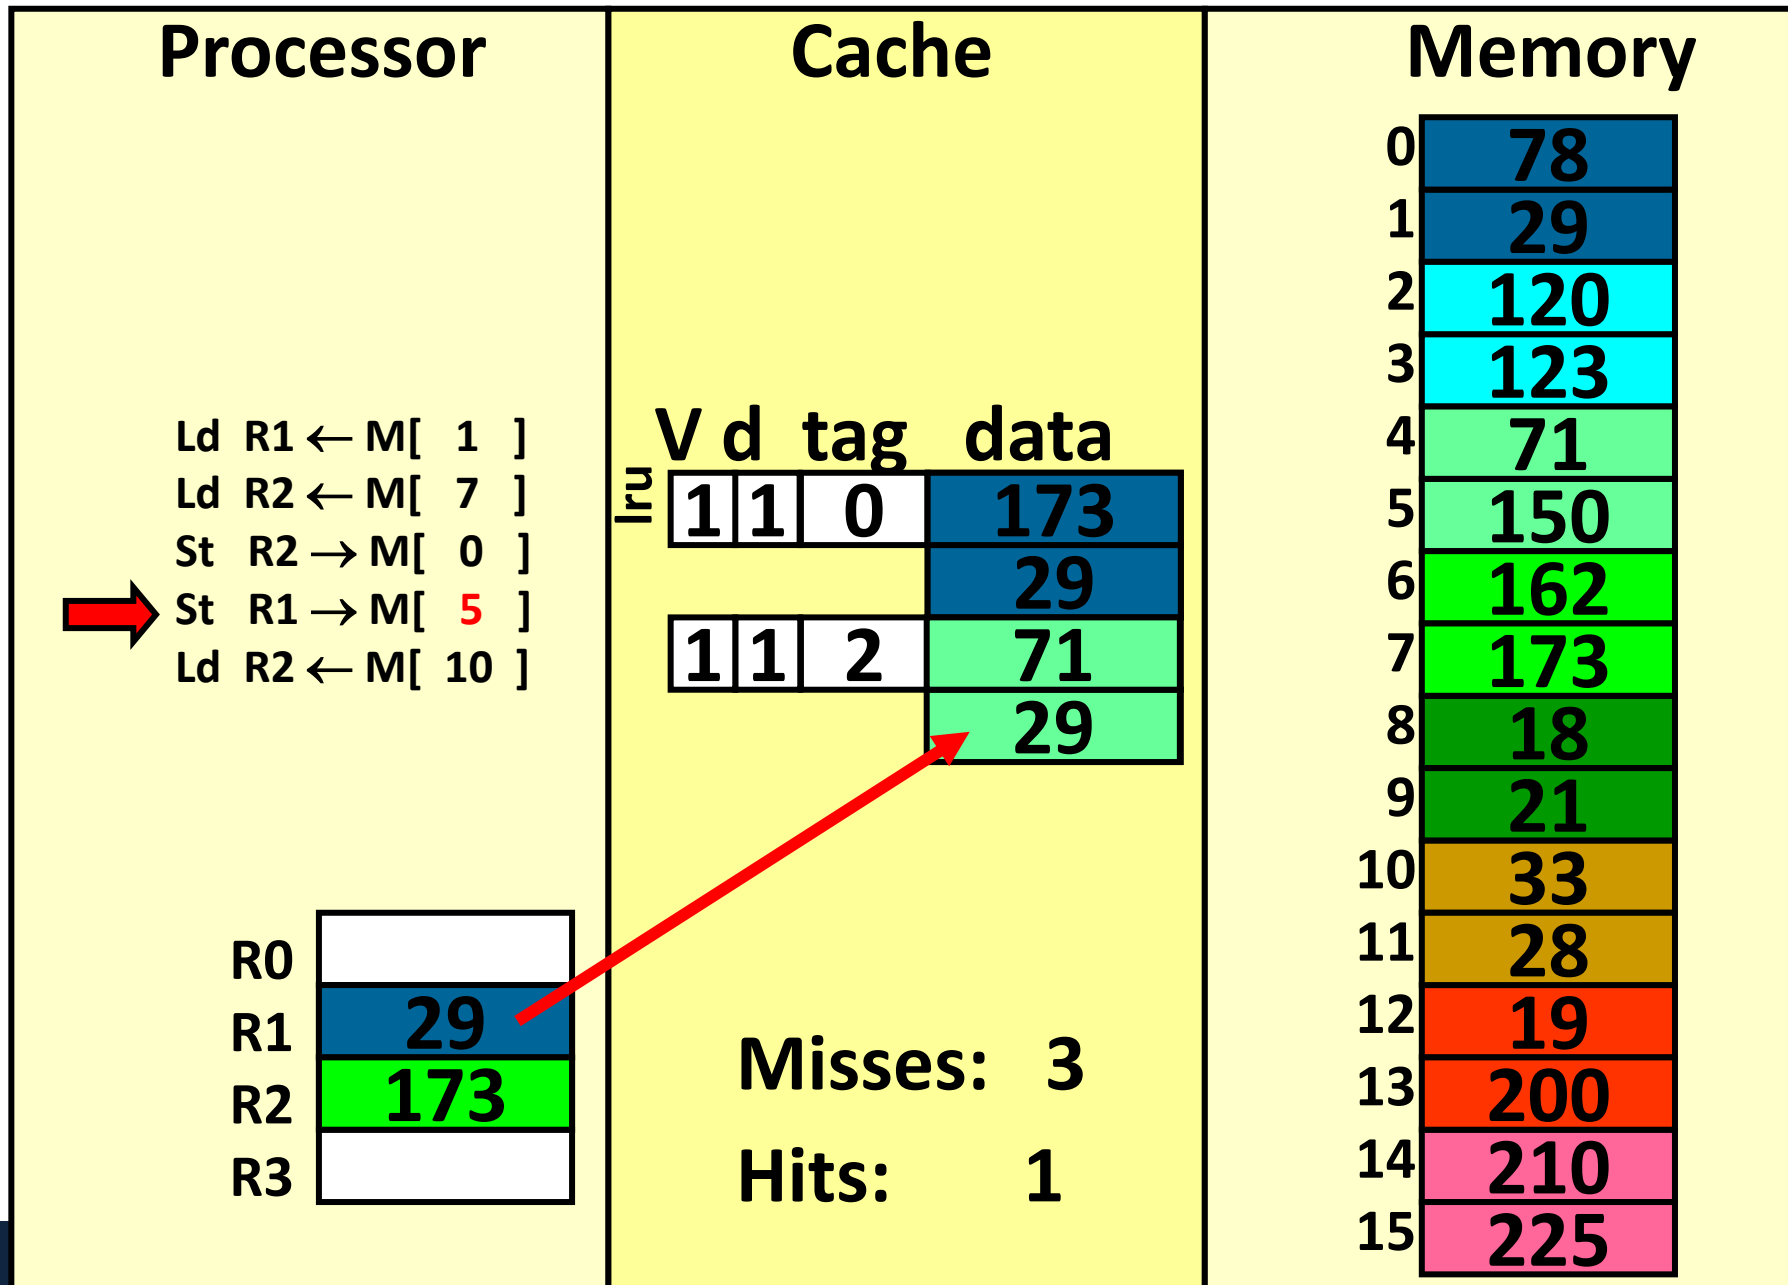 Processor
Ld R1 ← M[ 1 ]
Ld R2 ← M[ 7 ]
St R2 → M[ 0 ]
St R1 → M[ 5 ]
Ld R2 ← M[ 10 ]
R0
R1 29
R2 173
R3
Cache
V d tag data
lru
1 1 0 173
29
1 1 2 71
29
Misses: 3
Hits: 1
Memory
0 78
1 29
2 120
3 123
4 71
5 150
6 162
7 173
8 18
9 21
10 33
11 28
12 19
13 200
14 210
15 225